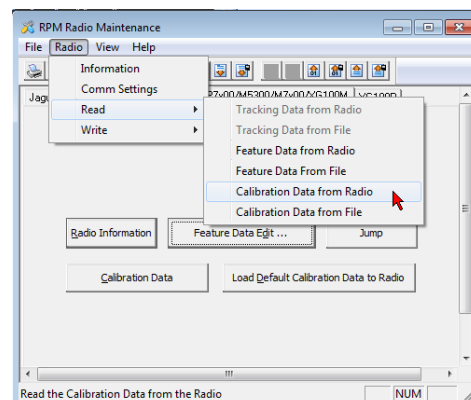 RPM Radio Maintenance
File Radio View Help
Information
Comm Settings
Read
Write
Tracking Data from Radio
Tracking Data from File
Feature Data from Radio
Feature Data From File
Calibration Data from Radio
Calibration Data from File
Radio Information
Feature Data Edit ...
Jump
Calibration Data
Load Default Calibration Data to Radio
Read the Calibration Data from the Radio
NUM